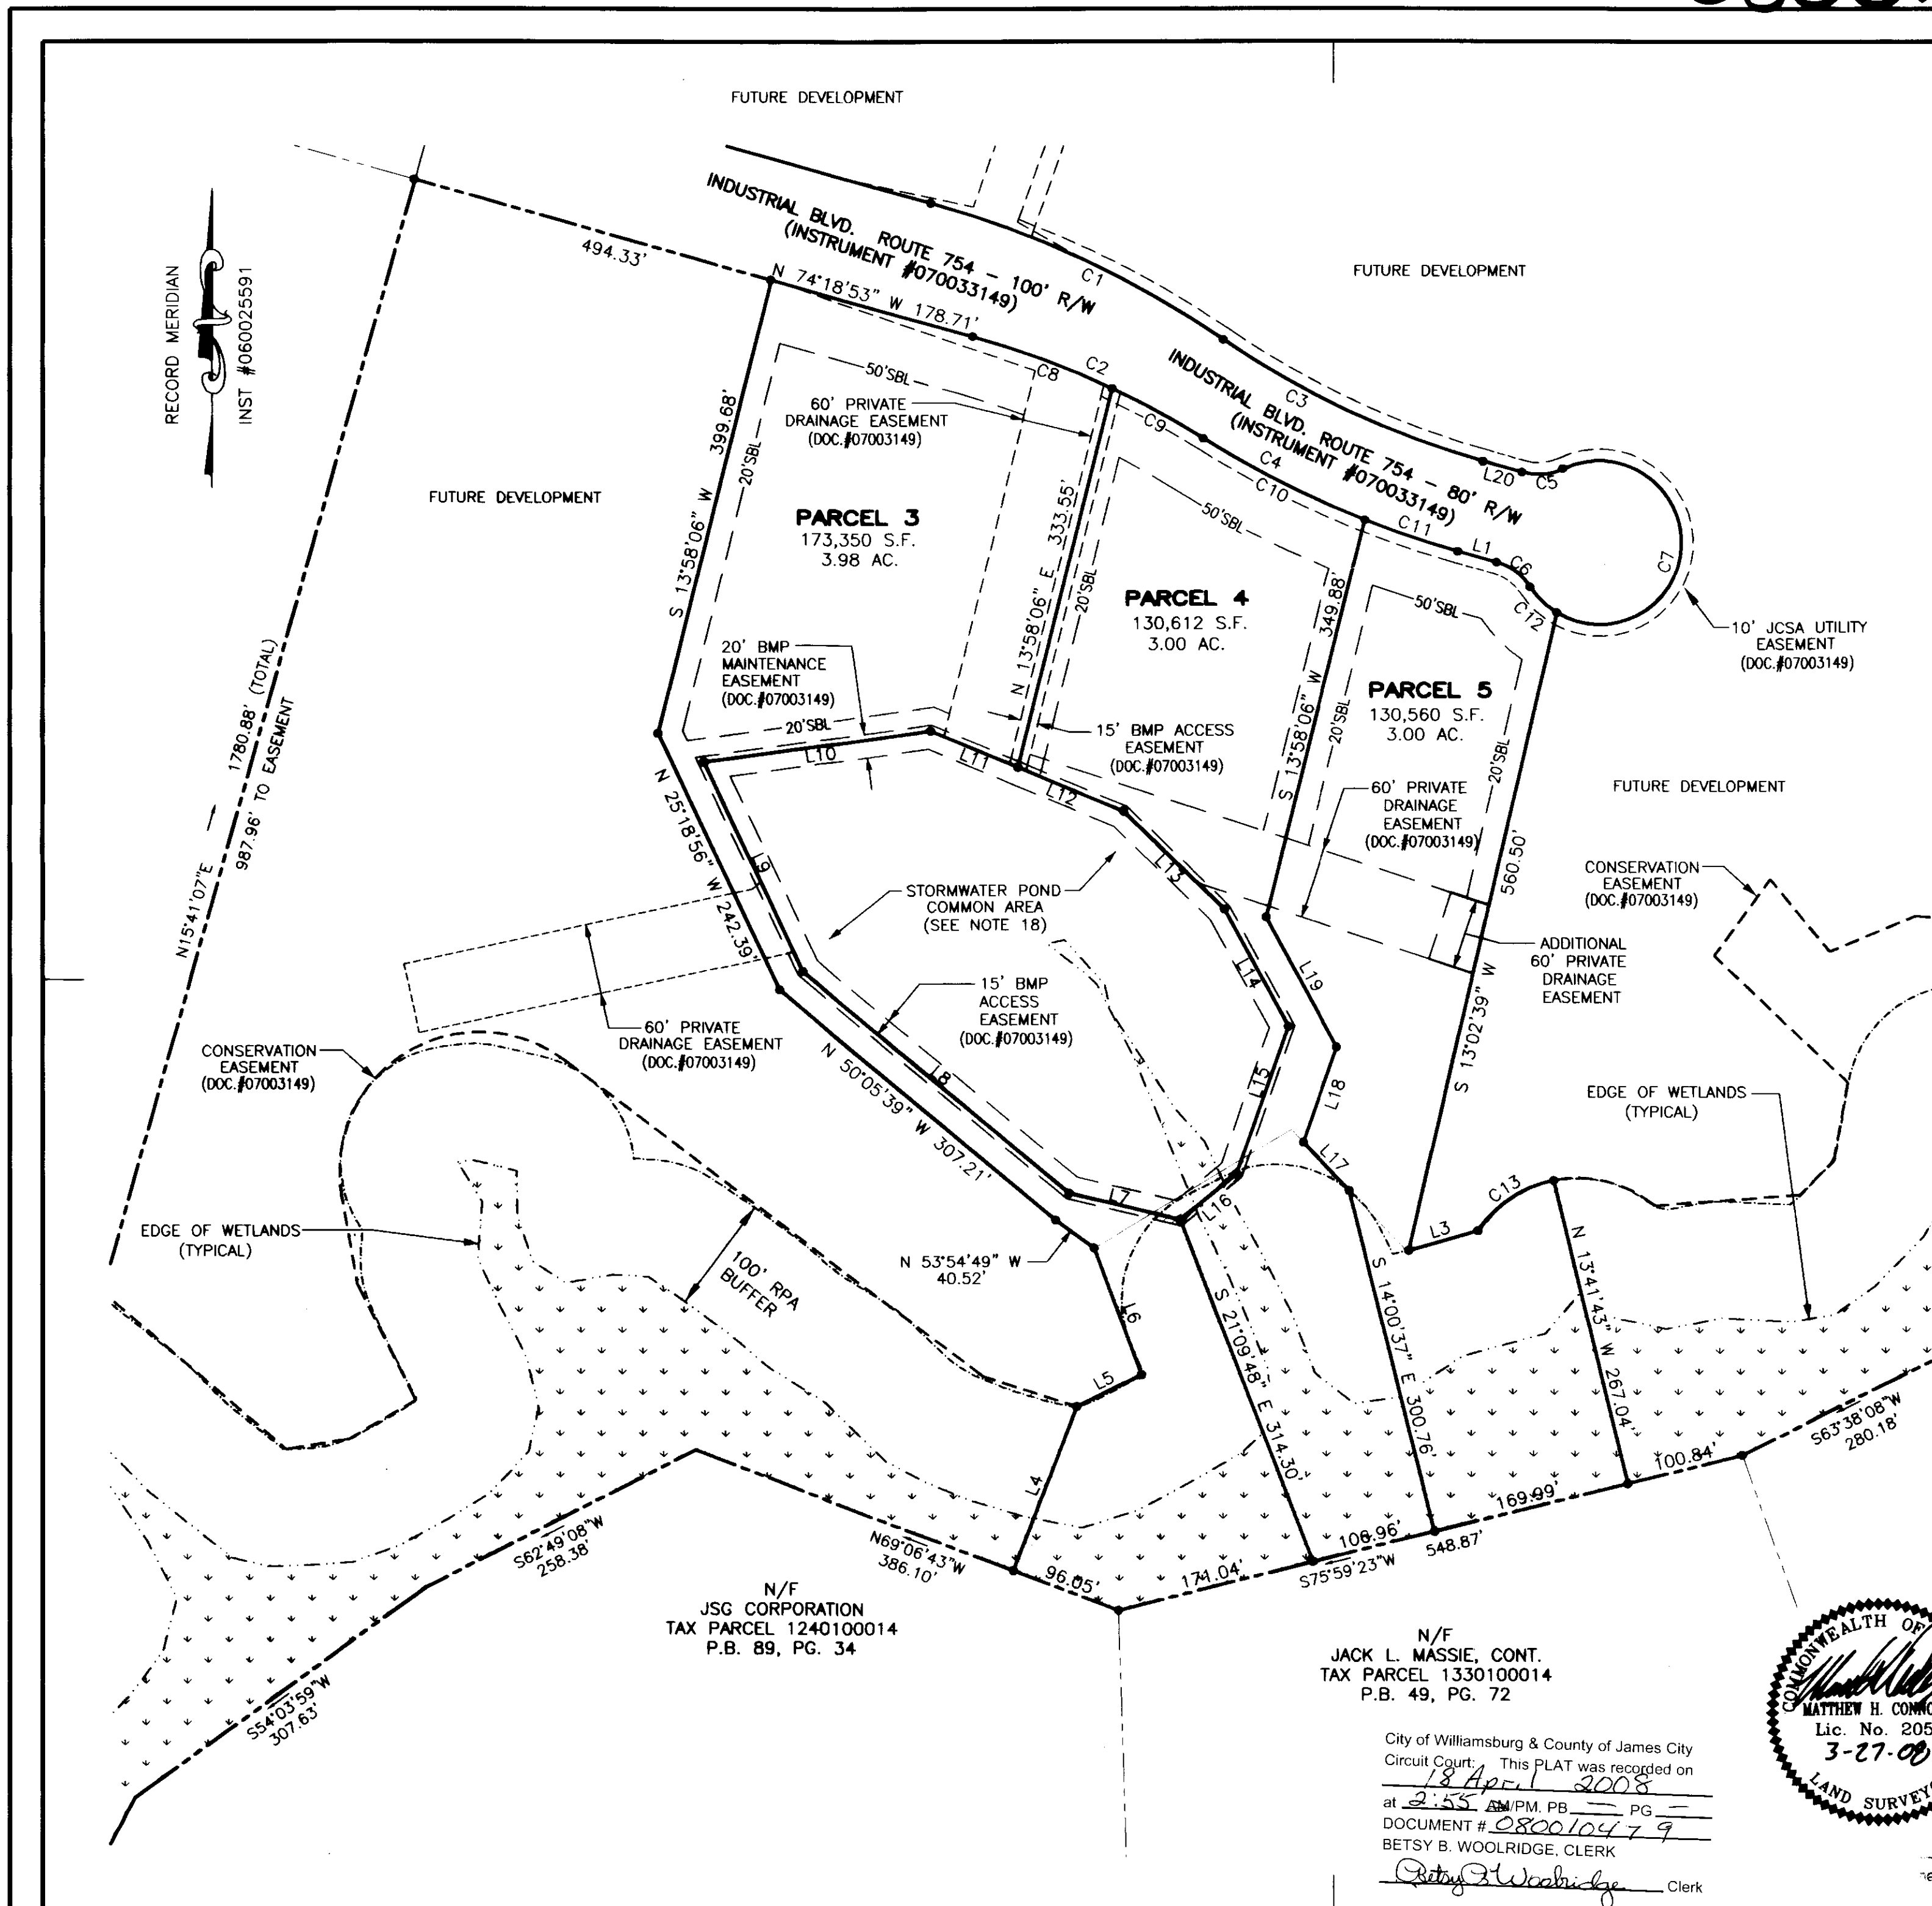 FUTURE DEVELOPMENT
RECORD MERIDIAN
INST #060025591
494.33'
INDUSTRIAL BLVD. ROUTE 754 - 100' R/W
(INSTRUMENT #070033149)
C1
FUTURE DEVELOPMENT
N 74°18'53" W 178.71'
C8
C2
INDUSTRIAL BLVD. ROUTE 754 - 80' R/W
(INSTRUMENT #070033149)
C3
C9
C4
C10
C11
L20
C5
L1
C6
C7
C12
10' JCSA UTILITY
EASEMENT
(DOC.#07003149)
FUTURE DEVELOPMENT
S 13°58'06" W
399.68'
20'SBL
50'SBL
60' PRIVATE
DRAINAGE EASEMENT
(DOC.#07003149)
PARCEL 3
173,350 S.F.
3.98 AC.
20' BMP
MAINTENANCE
EASEMENT
(DOC.#07003149)
20'SBL
L10
L11
N 13°58'06" E
333.55'
20'SBL
50'SBL
PARCEL 4
130,612 S.F.
3.00 AC.
15' BMP ACCESS
EASEMENT
(DOC.#07003149)
L12
S 13°58'06" W
349.88'
20'SBL
50'SBL
PARCEL 5
130,560 S.F.
3.00 AC.
20'SBL
60' PRIVATE
DRAINAGE
EASEMENT
(DOC.#07003149)
FUTURE DEVELOPMENT
560.50'
S 13°02'39" W
CONSERVATION
EASEMENT
(DOC.#07003149)
ADDITIONAL
60' PRIVATE
DRAINAGE
EASEMENT
1780.88' (TOTAL)
987.96' TO EASEMENT
N15°41'07"E
N 25°18'56" W 242.39'
L9
STORMWATER POND
COMMON AREA
(SEE NOTE 18)
L13
L14
L19
15' BMP
ACCESS
EASEMENT
(DOC.#07003149)
60' PRIVATE
DRAINAGE EASEMENT
(DOC.#07003149)
CONSERVATION
EASEMENT
(DOC.#07003149)
N 50°05'39" W 307.21'
L8
L15
L18
L17
L7
L16
EDGE OF WETLANDS
(TYPICAL)
EDGE OF WETLANDS
(TYPICAL)
100' RPA
BUFFER
N 53°54'49" W
40.52'
L3
C13
L6
L5
L4
S 21°09'48" E 314.30'
S 14°00'37" E 300.76'
N 13°41'43" W 267.04'
S63°38'08"W
280.18'
100.84'
169.99'
106.96'
548.87'
S75°59'23"W
171.04'
96.05'
N69°06'43"W
386.10'
S62°49'08"W
258.38'
S54°03'59"W
307.63'
N/F
JSG CORPORATION
TAX PARCEL 1240100014
P.B. 89, PG. 34
N/F
JACK L. MASSIE, CONT.
TAX PARCEL 1330100014
P.B. 49, PG. 72
COMMONWEALTH OF
MATTHEW H.
Lic. No. 205
3-27-08
LAND
City of Williamsburg & County of James City
Circuit Court: This PLAT was recorded on
18 April 2008
at 2:55 AM/PM. PB — PG —
DOCUMENT # 080010479
BETSY B. WOOLRIDGE, CLERK
Betsy B Woolridge Clerk